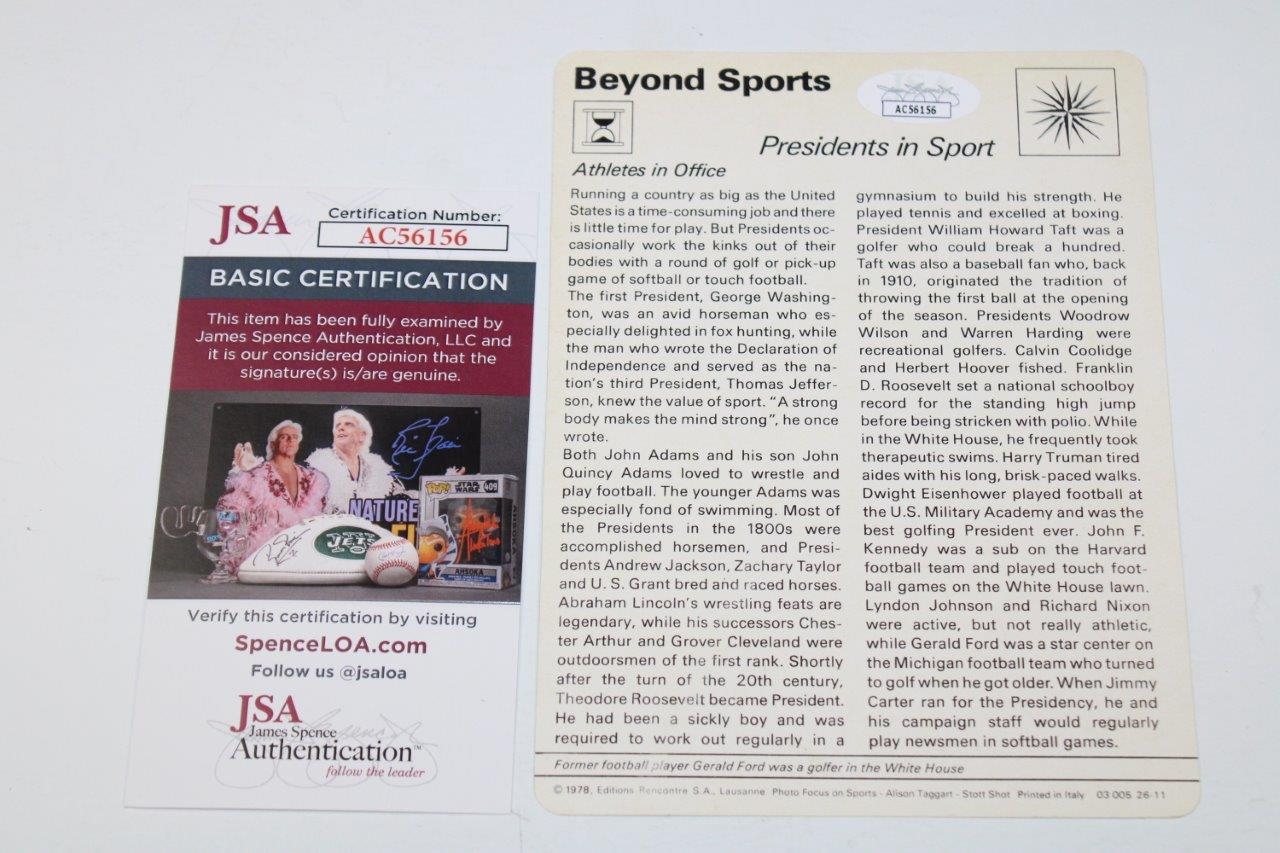 JSA
Certification Number:
AC56156
BASIC CERTIFICATION
This item has been fully examined by
James Spence Authentication, LLC and
it is our considered opinion that the
signature(s) is/are genuine.
NATURE
JETS
POP!
STAR WARS
409
AHSOKA
Verify this certification by visiting
SpenceLOA.com
Follow us @jsaloa
JSA
James Spence
Authentication™
follow the leader
Beyond Sports
AC56156
Presidents in Sport
Athletes in Office
Running a country as big as the United
States is a time-consuming job and there
is little time for play. But Presidents oc-
casionally work the kinks out of their
bodies with a round of golf or pick-up
game of softball or touch football.
The first President, George Washing-
ton, was an avid horseman who es-
pecially delighted in fox hunting, while
the man who wrote the Declaration of
Independence and served as the na-
tion's third President, Thomas Jeffer-
son, knew the value of sport. "A strong
body makes the mind strong", he once
wrote.
Both John Adams and his son John
Quincy Adams loved to wrestle and
play football. The younger Adams was
especially fond of swimming. Most of
the Presidents in the 1800s were
accomplished horsemen, and Presi-
dents Andrew Jackson, Zachary Taylor
and U. S. Grant bred and raced horses.
Abraham Lincoln's wrestling feats are
legendary, while his successors Ches-
ter Arthur and Grover Cleveland were
outdoorsmen of the first rank. Shortly
after the turn of the 20th century,
Theodore Roosevelt became President.
He had been a sickly boy and was
required to work out regularly in a
gymnasium to build his strength. He
played tennis and excelled at boxing.
President William Howard Taft was a
golfer who could break a hundred.
Taft was also a baseball fan who, back
in 1910, originated the tradition of
throwing the first ball at the opening
of the season. Presidents Woodrow
Wilson and Warren Harding were
recreational golfers. Calvin Coolidge
and Herbert Hoover fished. Franklin
D. Roosevelt set a national schoolboy
record for the standing high jump
before being stricken with polio. While
in the White House, he frequently took
therapeutic swims. Harry Truman tired
aides with his long, brisk-paced walks.
Dwight Eisenhower played football at
the U.S. Military Academy and was the
best golfing President ever. John F.
Kennedy was a sub on the Harvard
football team and played touch foot-
ball games on the White House lawn.
Lyndon Johnson and Richard Nixon
were active, but not really athletic,
while Gerald Ford was a star center on
the Michigan football team who turned
to golf when he got older. When Jimmy
Carter ran for the Presidency, he and
his campaign staff would regularly
play newsmen in softball games.
Former football player Gerald Ford was a golfer in the White House
© 1978, Editions Rencontre S.A., Lausanne Photo Focus on Sports - Alison Taggart - Stott Shot Printed in Italy 03 005 26-11